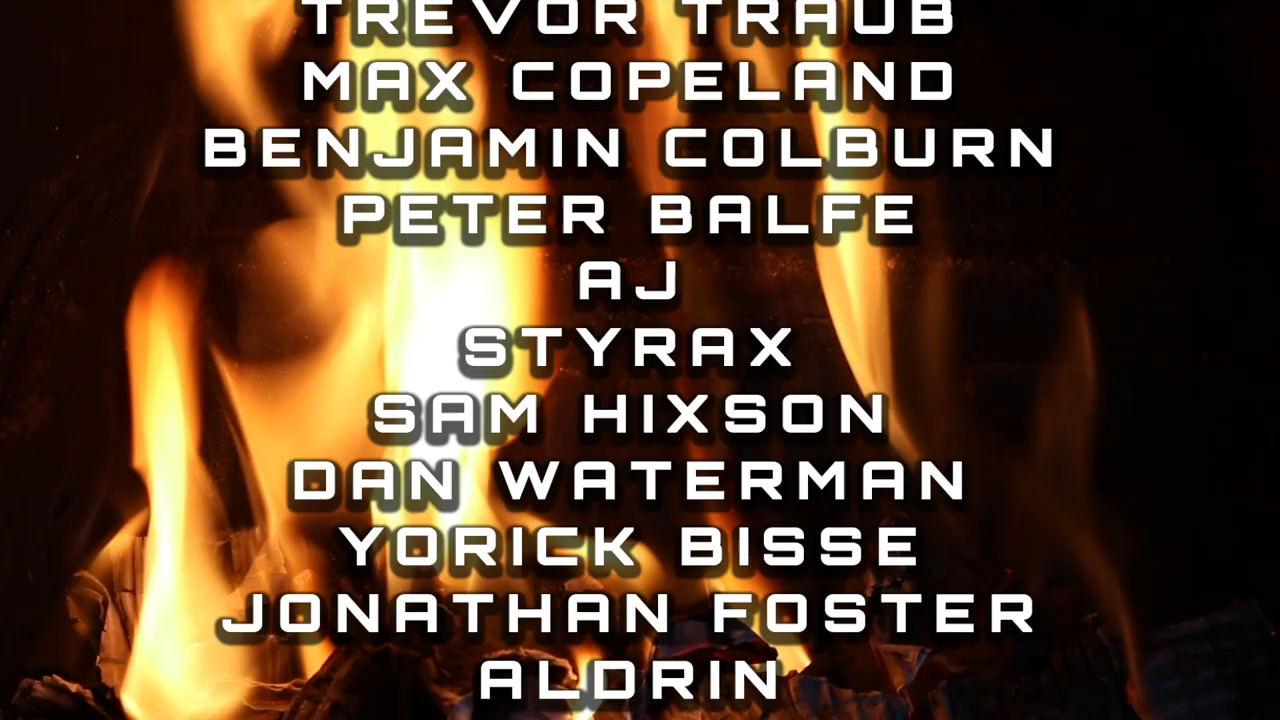 TREVOR TRAUB
MAX COPELAND
BENJAMIN COLBURN
PETER BALFE
AJ
STYRAX
SAM HIXSON
DAN WATERMAN
YORICK BISSE
JONATHAN FOSTER
ALDRIN